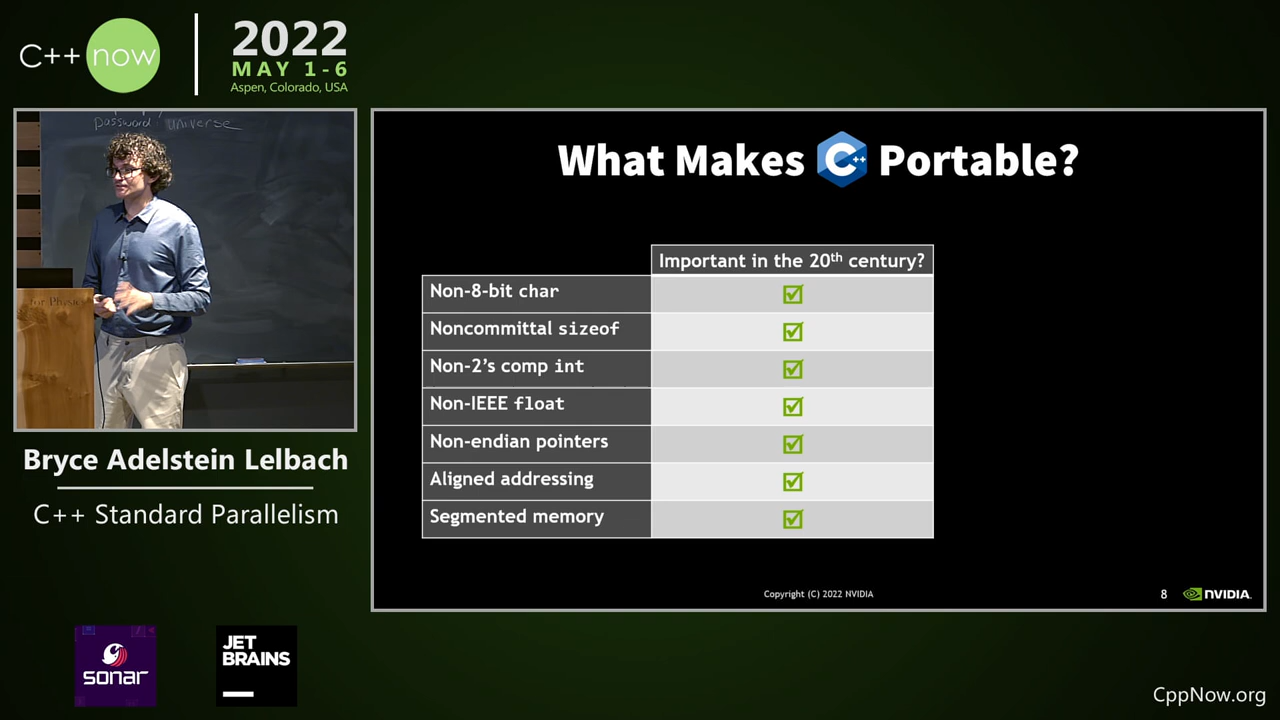 C++ now
2022
MAY 1-6
Aspen, Colorado, USA
password/universe
for Physic
Bryce Adelstein Lelbach
C++ Standard Parallelism
What Makes C++ Portable?
Important in the 20th century?
Non-8-bit char
Noncommittal sizeof
Non-2's comp int
Non-IEEE float
Non-endian pointers
Aligned addressing
Segmented memory
Copyright (C) 2022 NVIDIA
8
NVIDIA.
sonar
JET
BRAINS
CppNow.org